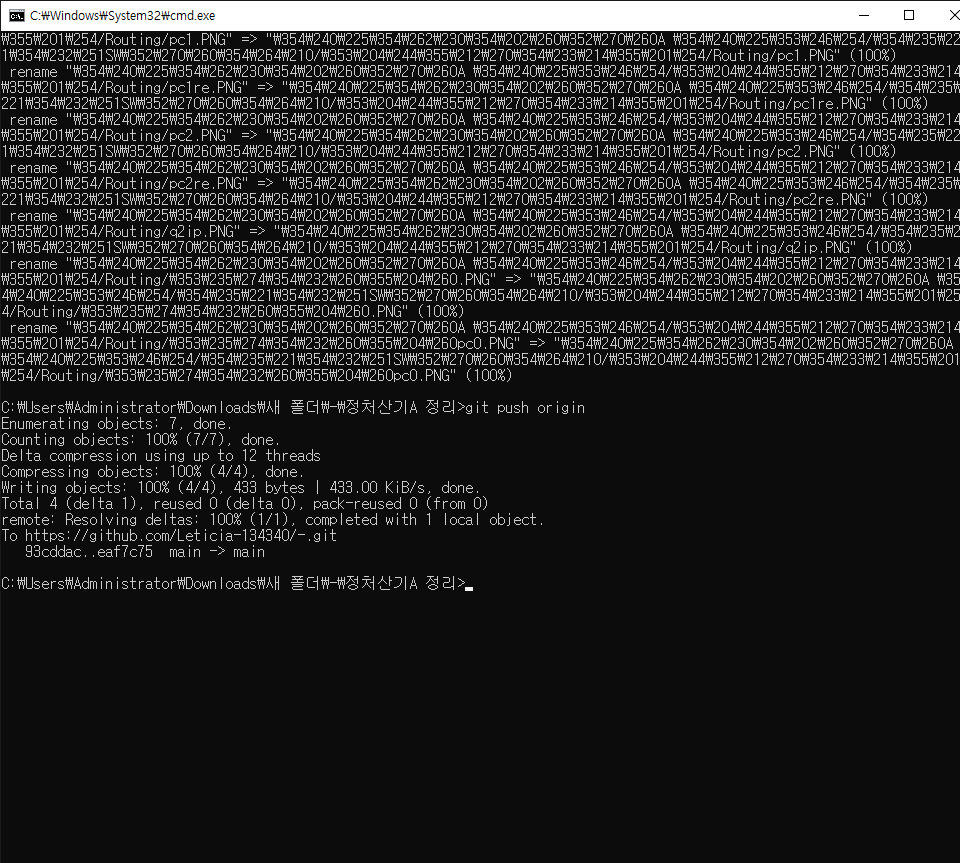 C:₩Windows₩System32₩cmd.exe
₩355₩201₩254/Routing/pc1.PNG" => "₩354₩240₩225₩354₩262₩230₩354₩202₩260₩352₩270₩260A ₩354₩240₩225₩353₩246₩254/₩354₩235₩22
1₩354₩232₩251SW₩352₩270₩260₩354₩264₩210/₩353₩204₩244₩355₩212₩270₩354₩233₩214₩355₩201₩254/Routing/pc1.PNG" (100%)
rename "₩354₩240₩225₩354₩262₩230₩354₩202₩260₩352₩270₩260A ₩354₩240₩225₩353₩246₩254/₩353₩204₩244₩355₩212₩270₩354₩233₩214
₩355₩201₩254/Routing/pc1re.PNG" => "₩354₩240₩225₩354₩262₩230₩354₩202₩260₩352₩270₩260A ₩354₩240₩225₩353₩246₩254/₩354₩235₩
221₩354₩232₩251SW₩352₩270₩260₩354₩264₩210/₩353₩204₩244₩355₩212₩270₩354₩233₩214₩355₩201₩254/Routing/pc1re.PNG" (100%)
rename "₩354₩240₩225₩354₩262₩230₩354₩202₩260₩352₩270₩260A ₩354₩240₩225₩353₩246₩254/₩353₩204₩244₩355₩212₩270₩354₩233₩214
₩355₩201₩254/Routing/pc2.PNG" => "₩354₩240₩225₩354₩262₩230₩354₩202₩260₩352₩270₩260A ₩354₩240₩225₩353₩246₩254/₩354₩235₩22
1₩354₩232₩251SW₩352₩270₩260₩354₩264₩210/₩353₩204₩244₩355₩212₩270₩354₩233₩214₩355₩201₩254/Routing/pc2.PNG" (100%)
rename "₩354₩240₩225₩354₩262₩230₩354₩202₩260₩352₩270₩260A ₩354₩240₩225₩353₩246₩254/₩353₩204₩244₩355₩212₩270₩354₩233₩214
₩355₩201₩254/Routing/pc2re.PNG" => "₩354₩240₩225₩354₩262₩230₩354₩202₩260₩352₩270₩260A ₩354₩240₩225₩353₩246₩254/₩354₩235₩
221₩354₩232₩251SW₩352₩270₩260₩354₩264₩210/₩353₩204₩244₩355₩212₩270₩354₩233₩214₩355₩201₩254/Routing/pc2re.PNG" (100%)
rename "₩354₩240₩225₩354₩262₩230₩354₩202₩260₩352₩270₩260A ₩354₩240₩225₩353₩246₩254/₩353₩204₩244₩355₩212₩270₩354₩233₩214
₩355₩201₩254/Routing/q2ip.PNG" => "₩354₩240₩225₩354₩262₩230₩354₩202₩260₩352₩270₩260A ₩354₩240₩225₩353₩246₩254/₩354₩235₩2
21₩354₩232₩251SW₩352₩270₩260₩354₩264₩210/₩353₩204₩244₩355₩212₩270₩354₩233₩214₩355₩201₩254/Routing/q2ip.PNG" (100%)
rename "₩354₩240₩225₩354₩262₩230₩354₩202₩260₩352₩270₩260A ₩354₩240₩225₩353₩246₩254/₩353₩204₩244₩355₩212₩270₩354₩233₩214
₩355₩201₩254/Routing/₩353₩235₩274₩354₩232₩260₩355₩204₩260.PNG" => "₩354₩240₩225₩354₩262₩230₩354₩202₩260₩352₩270₩260A ₩35
4₩240₩225₩353₩246₩254/₩354₩235₩221₩354₩232₩251SW₩352₩270₩260₩354₩264₩210/₩353₩204₩244₩355₩212₩270₩354₩233₩214₩355₩201₩25
4/Routing/₩353₩235₩274₩354₩232₩260₩355₩204₩260.PNG" (100%)
rename "₩354₩240₩225₩354₩262₩230₩354₩202₩260₩352₩270₩260A ₩354₩240₩225₩353₩246₩254/₩353₩204₩244₩355₩212₩270₩354₩233₩214
₩355₩201₩254/Routing/₩353₩235₩274₩354₩232₩260₩355₩204₩260pc0.PNG" => "₩354₩240₩225₩354₩262₩230₩354₩202₩260₩352₩270₩260A
₩354₩240₩225₩353₩246₩254/₩354₩235₩221₩354₩232₩251SW₩352₩270₩260₩354₩264₩210/₩353₩204₩244₩355₩212₩270₩354₩233₩214₩355₩201
₩254/Routing/₩353₩235₩274₩354₩232₩260₩355₩204₩260pc0.PNG" (100%)
C:₩Users₩Administrator₩Downloads₩새 폴더₩-₩정처산기A 정리>git push origin
Enumerating objects: 7, done.
Counting objects: 100% (7/7), done.
Delta compression using up to 12 threads
Compressing objects: 100% (4/4), done.
Writing objects: 100% (4/4), 433 bytes | 433.00 KiB/s, done.
Total 4 (delta 1), reused 0 (delta 0), pack-reused 0 (from 0)
remote: Resolving deltas: 100% (1/1), completed with 1 local object.
To https://github.com/Leticia-134340/-.git
93cddac..eaf7c75 main -> main
C:₩Users₩Administrator₩Downloads₩새 폴더₩-₩정처산기A 정리>